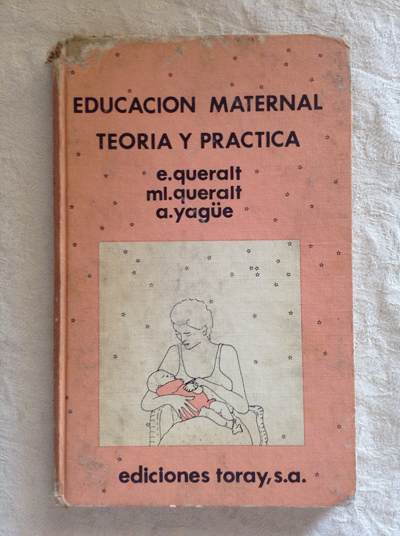 EDUCACION MATERNAL
TEORIA Y PRACTICA
e.queralt
ml.queralt
a.yagüe
ediciones toray,s.a.